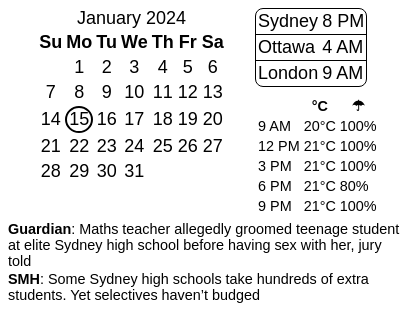 January 2024
Su Mo Tu We Th Fr Sa
1 2 3 4 5 6
7 8 9 10 11 12 13
14 15 16 17 18 19 20
21 22 23 24 25 26 27
28 29 30 31
Sydney 8 PM
Ottawa 4 AM
London 9 AM
°C ☂
9 AM 20°C 100%
12 PM 21°C 100%
3 PM 21°C 100%
6 PM 21°C 80%
9 PM 21°C 100%
Guardian: Maths teacher allegedly groomed teenage student
at elite Sydney high school before having sex with her, jury
told
SMH: Some Sydney high schools take hundreds of extra
students. Yet selectives haven’t budged